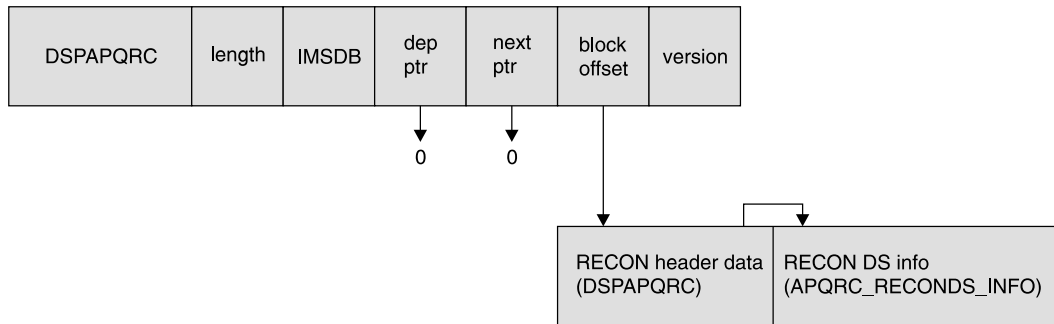 DSPAPQRC length IMSDB dep ptr next ptr block offset version
0 0
RECON header data RECON DS info
(DSPAPQRC) (APQRC_RECONDS_INFO)